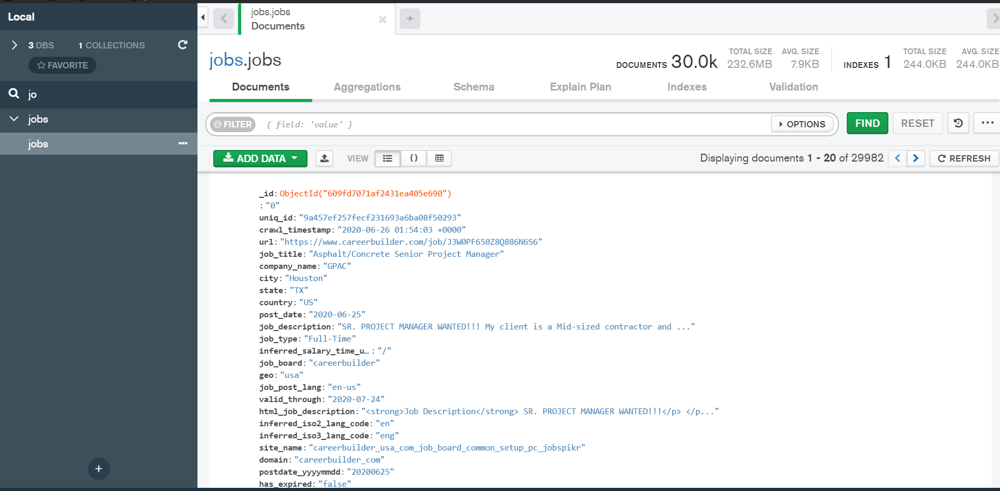 Local
3 DBS 1 COLLECTIONS
FAVORITE
jo
jobs
jobs
jobs.jobs
Documents
jobs.jobs
DOCUMENTS 30.0k TOTAL SIZE 232.6MB AVG. SIZE 7.9KB INDEXES 1 TOTAL SIZE 244.0KB AVG. SIZE 244.0KB
Documents Aggregations Schema Explain Plan Indexes Validation
FILTER { field: 'value' } OPTIONS FIND RESET
ADD DATA VIEW {} Displaying documents 1 - 20 of 29982 REFRESH
_id: ObjectId("609fd7071af2431ea405e690")
: "0"
uniq_id: "9a457ef257fecf231693a6ba08f50293"
crawl_timestamp: "2020-06-26 01:54:03 +0000"
url: "https://www.careerbuilder.com/job/J3W0PF650Z8Q886N6S6"
job_title: "Asphalt/Concrete Senior Project Manager"
company_name: "GPAC"
city: "Houston"
state: "TX"
country: "US"
post_date: "2020-06-25"
job_description: "SR. PROJECT MANAGER WANTED!!! My client is a Mid-sized contractor and ..."
job_type: "Full-Time"
inferred_salary_time_u… : "/"
job_board: "careerbuilder"
geo: "usa"
job_post_lang: "en-us"
valid_through: "2020-07-24"
html_job_description: "<strong>Job Description</strong> SR. PROJECT MANAGER WANTED!!!</p> </p..."
inferred_iso2_lang_code: "en"
inferred_iso3_lang_code: "eng"
site_name: "careerbuilder_usa_com_job_board_common_setup_pc_jobspikr"
domain: "careerbuilder_com"
postdate_yyyymmdd: "20200625"
has_expired: "false"